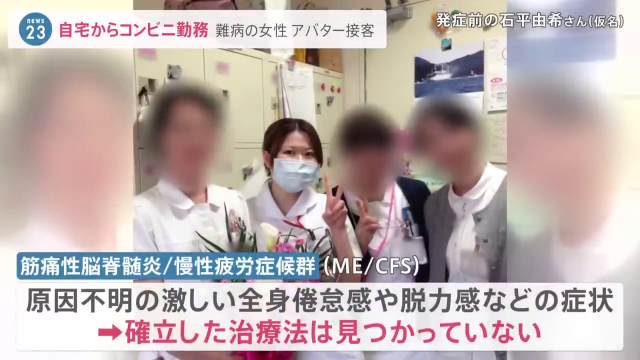 news
23
自宅からコンビニ勤務 難病の女性 アバター接客
発症前の石平由希さん(仮名)
筋痛性脳脊髄炎/慢性疲労症候群 (ME/CFS)
原因不明の激しい全身倦怠感や脱力感などの症状
➡確立した治療法は見つかっていない